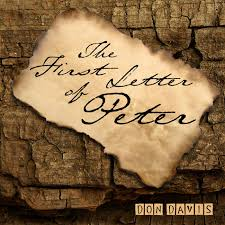 The
First Letter
of Peter
DON DAVIS